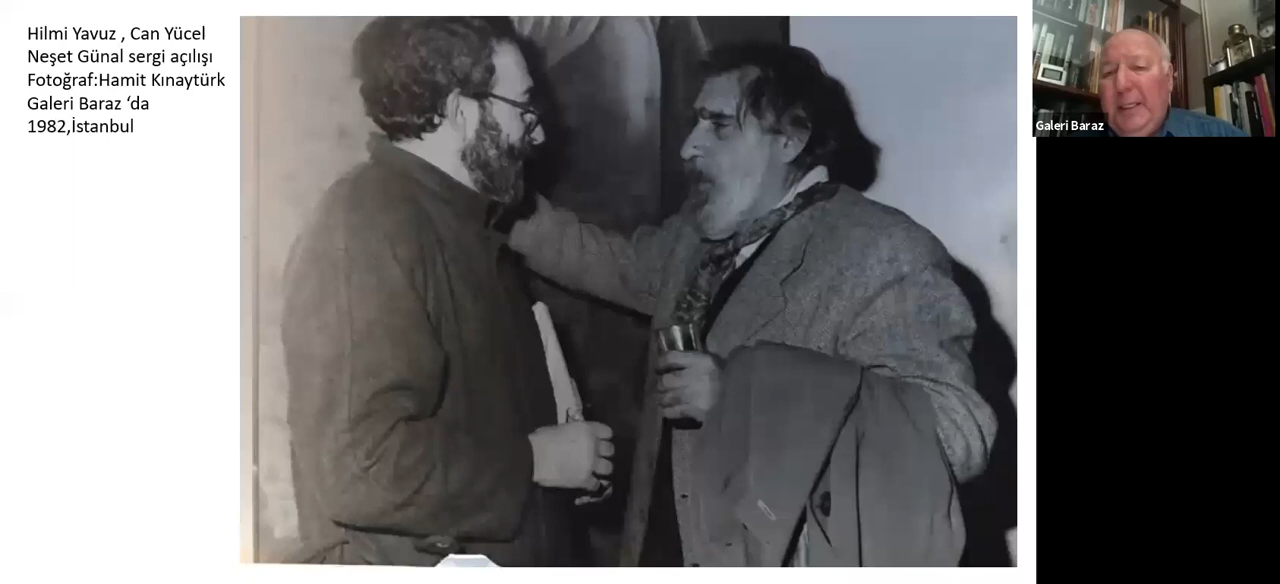 Hilmi Yavuz , Can Yücel
Neşet Günal sergi açılışı
Fotoğraf:Hamit Kınaytürk
Galeri Baraz ‘da
1982,İstanbul
Galeri Baraz